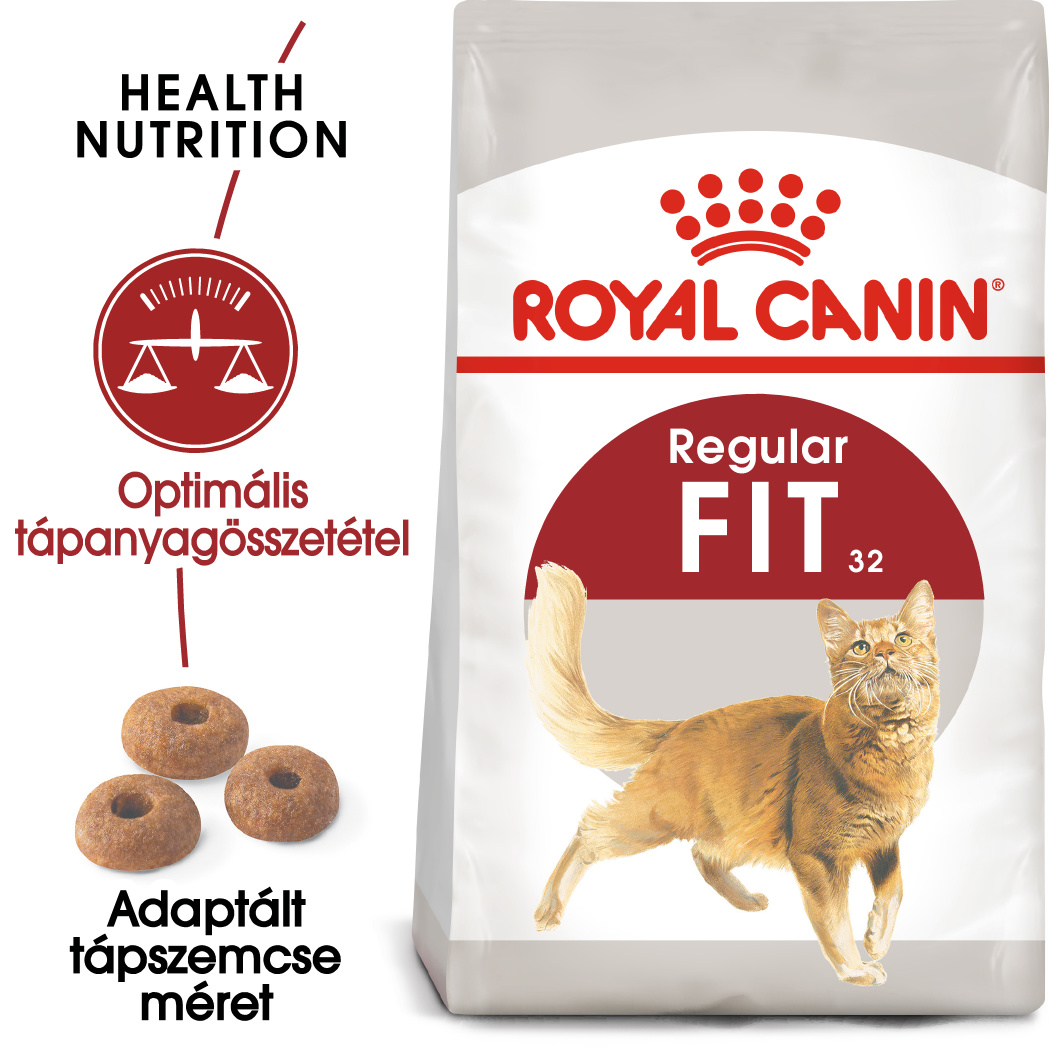 HEALTH
NUTRITION
Optimális
tápanyagösszetétel
Adaptált
tápszemcse
méret
ROYAL CANIN®
Regular
FIT 32